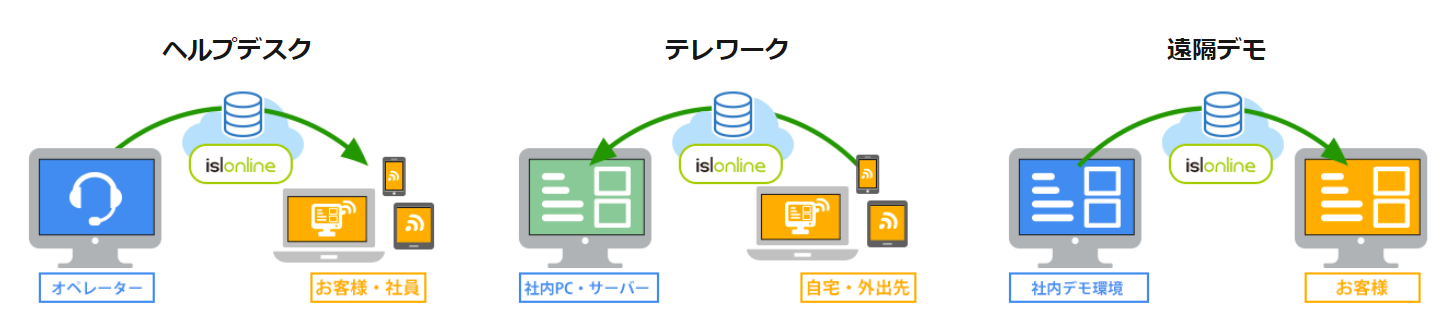 ヘルプデスク
islonline
オペレーター
お客様・社員
テレワーク
islonline
社内PC・サーバー
自宅・外出先
遠隔デモ
islonline
社内デモ環境
お客様